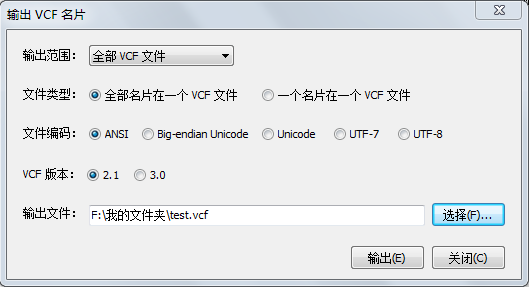 输出 VCF 名片
输出范围： 全部 VCF 文件
文件类型： 全部名片在一个 VCF 文件 一个名片在一个 VCF 文件
文件编码： ANSI Big-endian Unicode Unicode UTF-7 UTF-8
VCF 版本： 2.1 3.0
输出文件： F:\我的文件夹\test.vcf 选择(F)...
输出(E) 关闭(C)